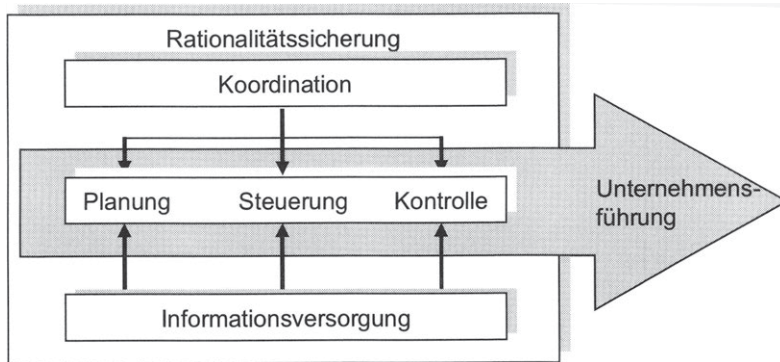 Rationalitätssicherung
Koordination
Planung Steuerung Kontrolle
Unternehmens-
führung
Informationsversorgung